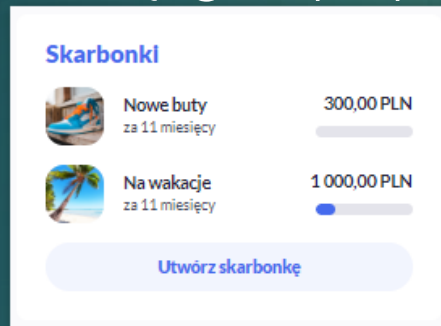 Skarbonki
Nowe buty
300,00 PLN
za 11 miesięcy
Na wakacje
1 000,00 PLN
za 11 miesięcy
Utwórz skarbonkę